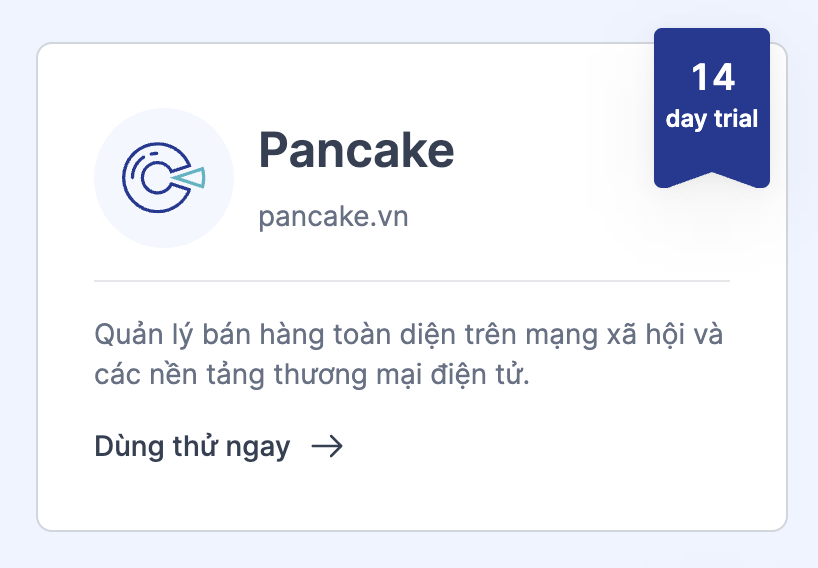 14
day trial
Pancake
pancake.vn
Quản lý bán hàng toàn diện trên mạng xã hội và
các nền tảng thương mại điện tử.
Dùng thử ngay →